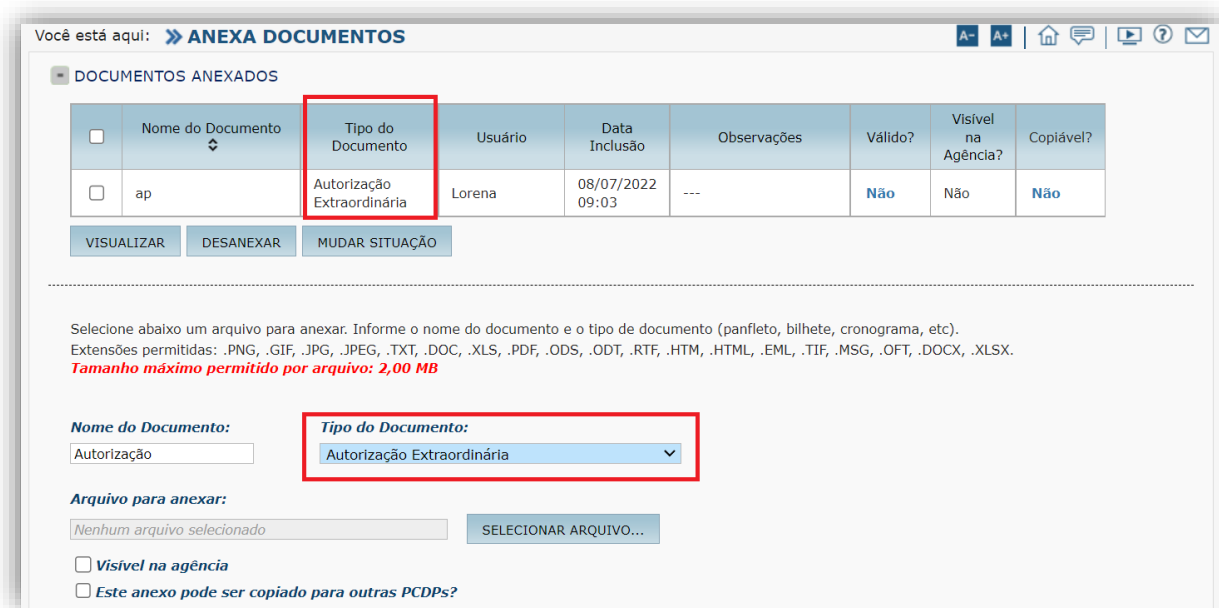 Você está aqui: ANEXA DOCUMENTOS A- A+
DOCUMENTOS ANEXADOS
Nome do Documento Tipo do Documento Usuário Data Inclusão Observações Válido? Visível na Agência? Copiável?
ap Autorização Extraordinária Lorena 08/07/2022 09:03 --- Não Não Não
VISUALIZAR DESANEXAR MUDAR SITUAÇÃO
Selecione abaixo um arquivo para anexar. Informe o nome do documento e o tipo de documento (panfleto, bilhete, cronograma, etc).
Extensões permitidas: .PNG, .GIF, .JPG, .JPEG, .TXT, .DOC, .XLS, .PDF, .ODS, .ODT, .RTF, .HTM, .HTML, .EML, .TIF, .MSG, .OFT, .DOCX, .XLSX.
Tamanho máximo permitido por arquivo: 2,00 MB
Nome do Documento: Tipo do Documento:
Autorização Autorização Extraordinária
Arquivo para anexar:
Nenhum arquivo selecionado SELECIONAR ARQUIVO...
Visível na agência
Este anexo pode ser copiado para outras PCDPs?